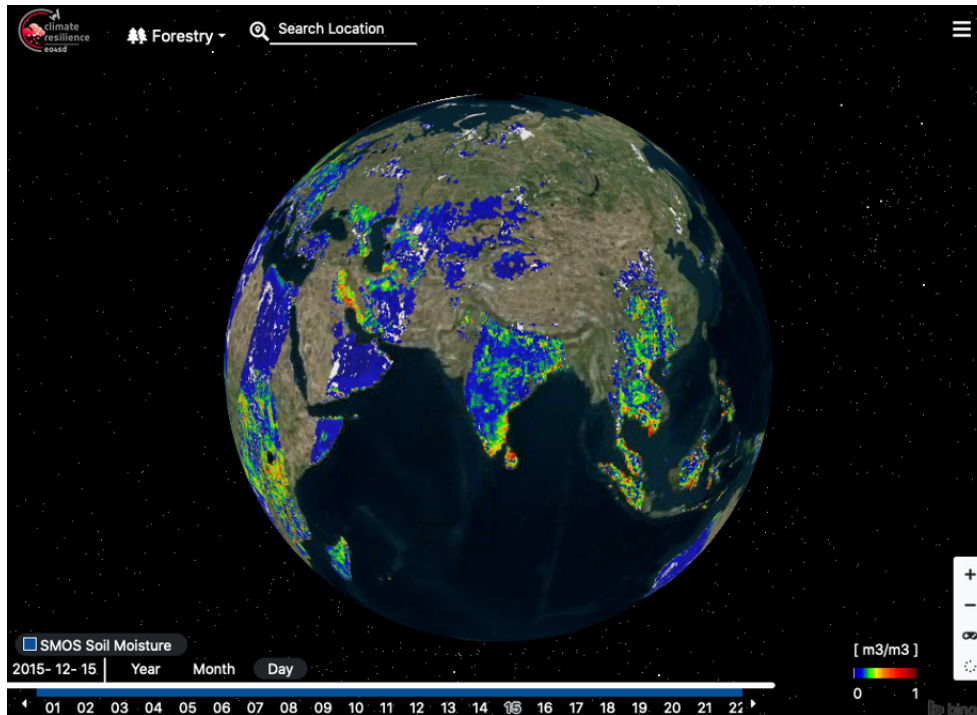 climate
resilience
eo4sd
Forestry
Search Location
SMOS Soil Moisture
2015- 12- 15
Year
Month
Day
01 02 03 04 05 06 07 08 09 10 11 12 13 14 15 16 17 18 19 20 21 22
[ m3/m3 ]
0 1
+
−
bing